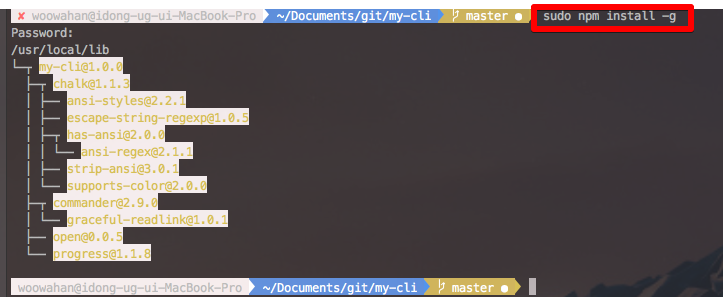 ✘ woowahan@idong-ug-ui-MacBook-Pro ~/Documents/git/my-cli master ● sudo npm install -g
Password:
/usr/local/lib
└─┬ my-cli@1.0.0
  ├─┬ chalk@1.1.3
  │ ├── ansi-styles@2.2.1
  │ ├── escape-string-regexp@1.0.5
  │ ├─┬ has-ansi@2.0.0
  │ │ └── ansi-regex@2.1.1
  │ ├── strip-ansi@3.0.1
  │ └── supports-color@2.0.0
  ├─┬ commander@2.9.0
  │ └── graceful-readlink@1.0.1
  ├── open@0.0.5
  └── progress@1.1.8
woowahan@idong-ug-ui-MacBook-Pro ~/Documents/git/my-cli master ●